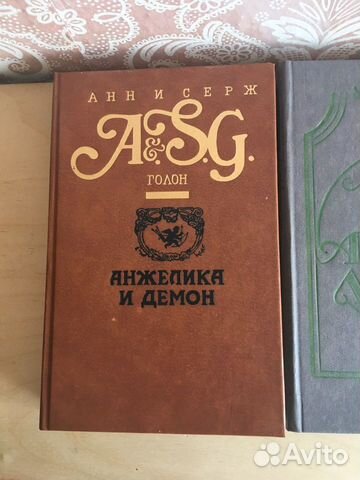 АНН И СЕРЖ
A.&S.G.
ГОЛОН
АНЖЕЛИКА
И ДЕМОН
Avito